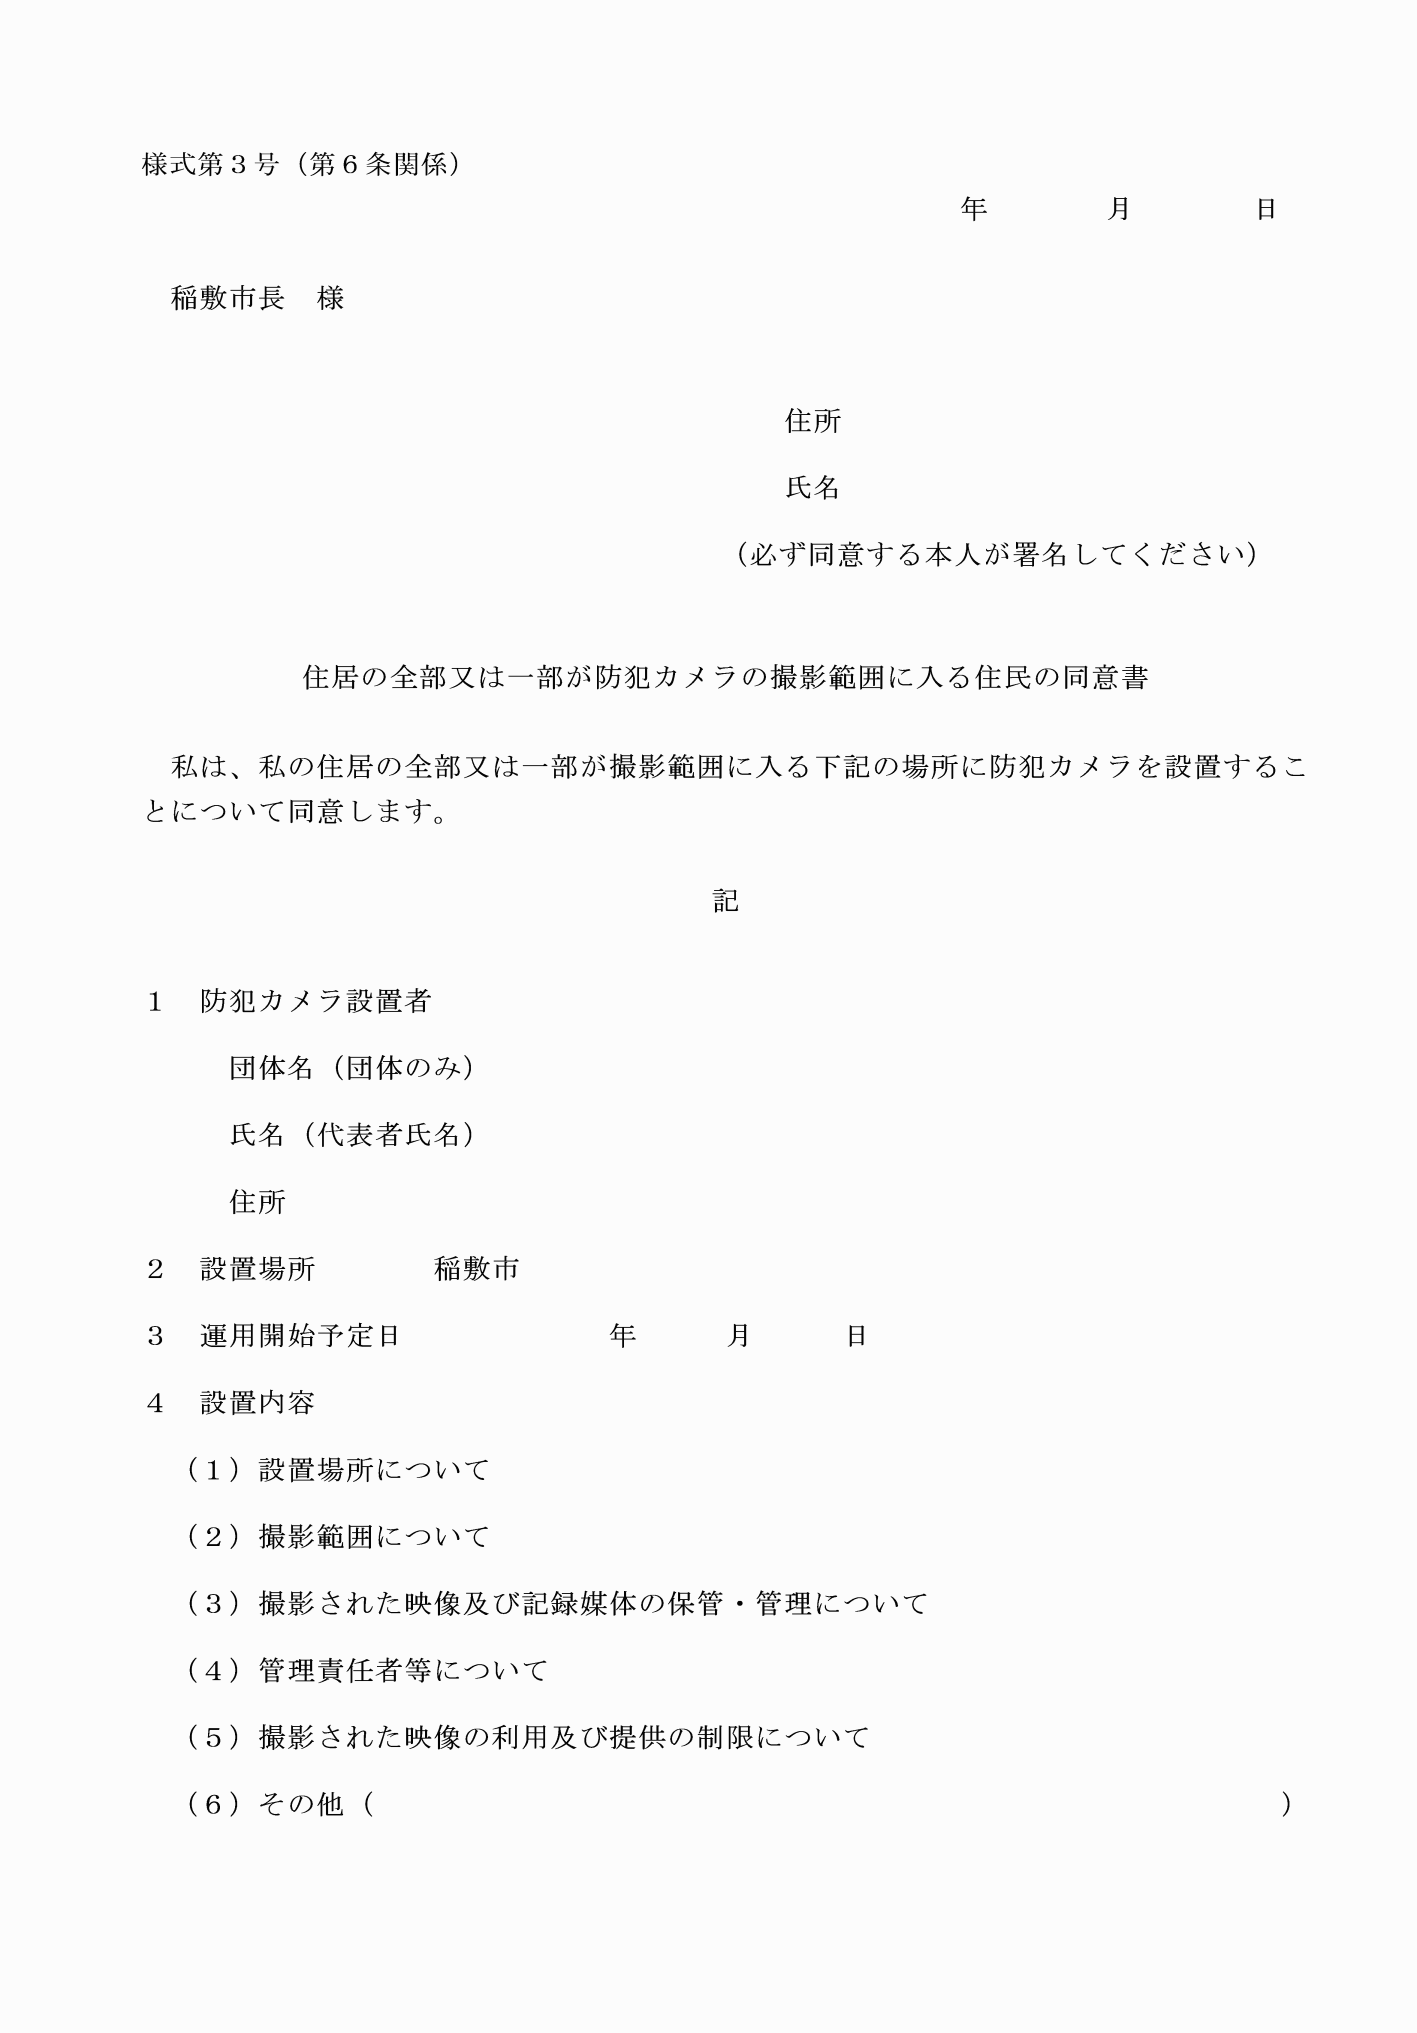 様式第３号（第６条関係）
年　　　　月　　　　日
稲敷市長　様
住所
氏名
（必ず同意する本人が署名してください）
住居の全部又は一部が防犯カメラの撮影範囲に入る住民の同意書
　私は、私の住居の全部又は一部が撮影範囲に入る下記の場所に防犯カメラを設置するこ
とについて同意します。
記
１　防犯カメラ設置者
団体名（団体のみ）
氏名（代表者氏名）
住所
２　設置場所　　　　稲敷市
３　運用開始予定日　　　　　　　年　　　月　　　日
４　設置内容
（１）設置場所について
（２）撮影範囲について
（３）撮影された映像及び記録媒体の保管・管理について
（４）管理責任者等について
（５）撮影された映像の利用及び提供の制限について
（６）その他（　　　　　　　　　　　　　　　　　　　　　　　　　　　　　　　）